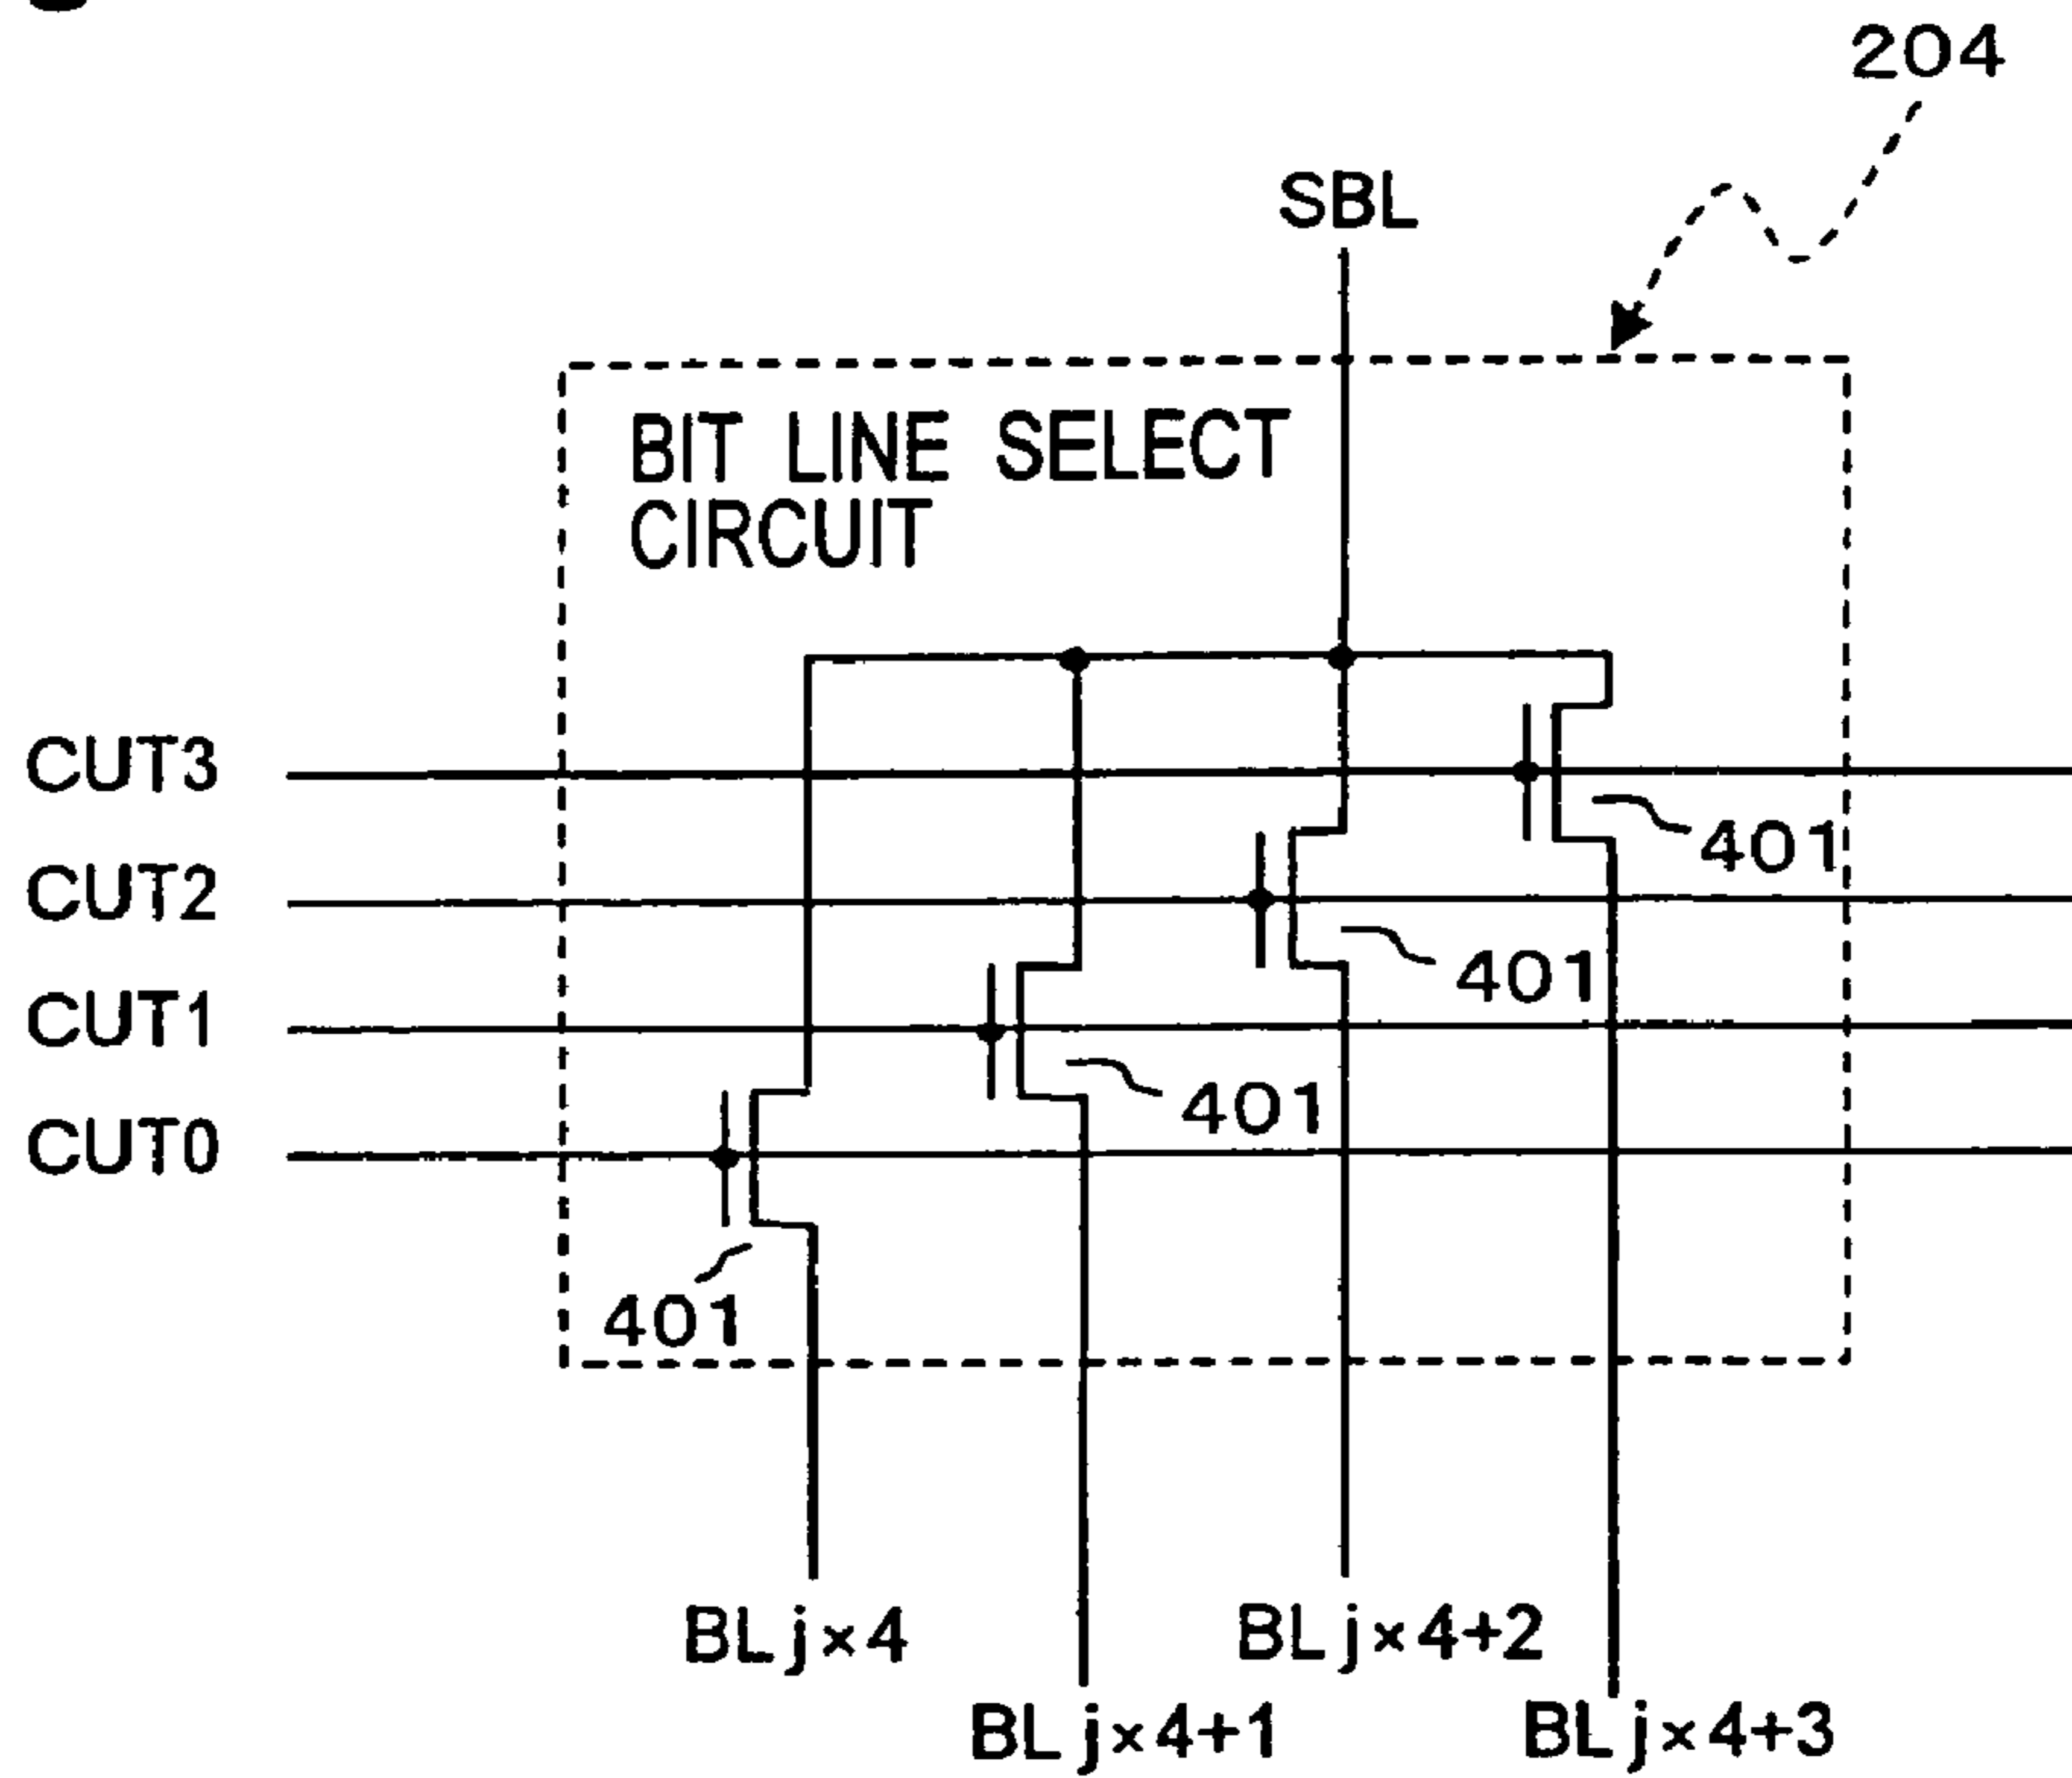 204
SBL
BIT LINE SELECT
CIRCUIT
CUT3
401
CUT2
401
CUT1
401
CUT0
401
BLj×4
BLj×4+2
BLj×4+1
BLj×4+3